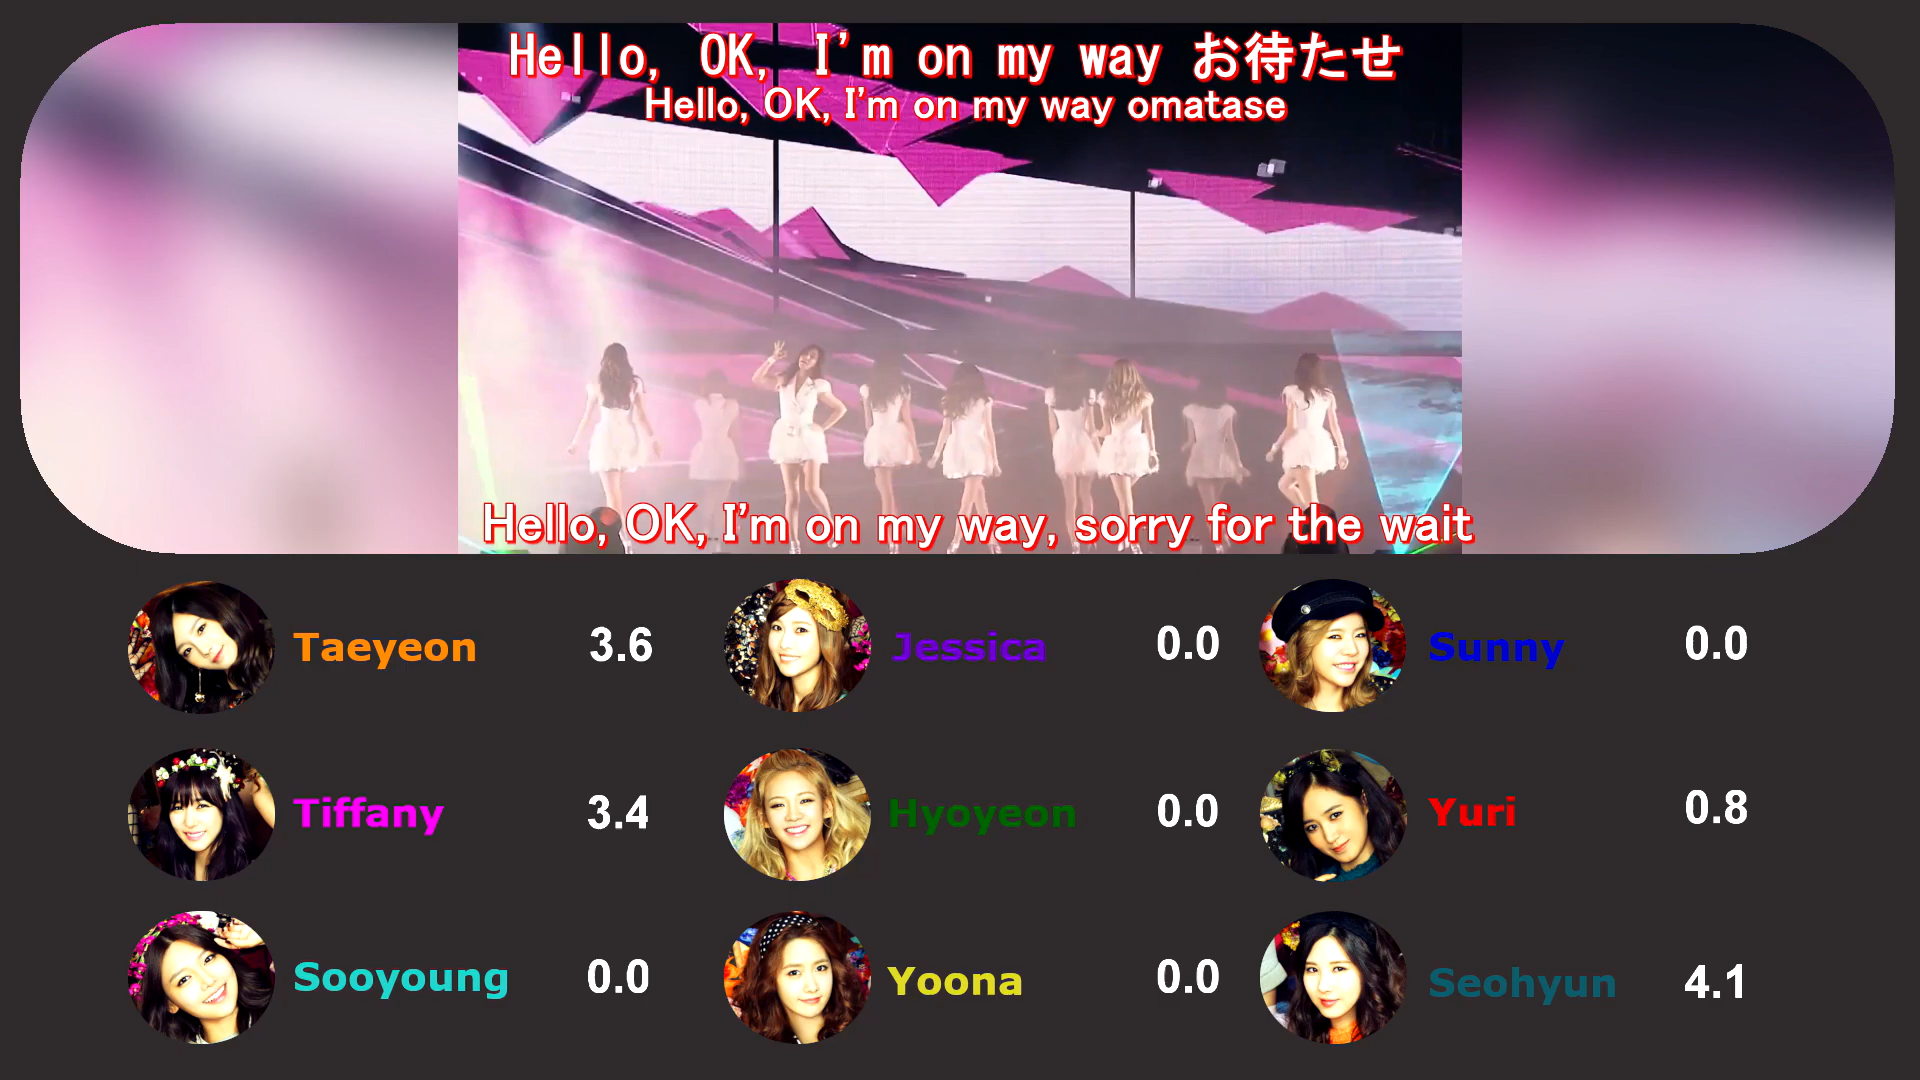 Hello, OK, I'm on my way お待たせ
Hello, OK, I'm on my way omatase
Hello, OK, I'm on my way, sorry for the wait
Taeyeon 3.6 Jessica 0.0 Sunny 0.0
Tiffany 3.4 Hyoyeon 0.0 Yuri 0.8
Sooyoung 0.0 Yoona 0.0 Seohyun 4.1